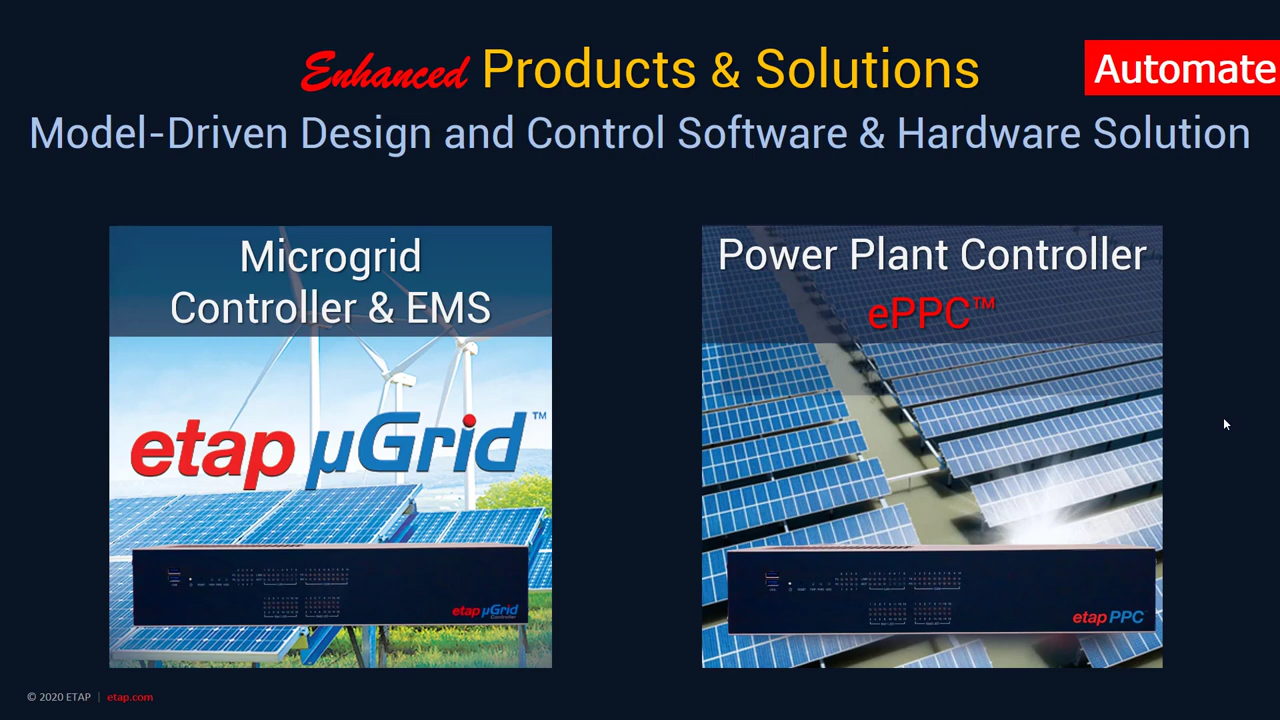 Enhanced Products & Solutions
Automate
Model-Driven Design and Control Software & Hardware Solution
Microgrid
Controller & EMS
etap µGrid™
etap µGrid
Controller
Power Plant Controller
ePPC™
etap PPC
© 2020 ETAP | etap.com